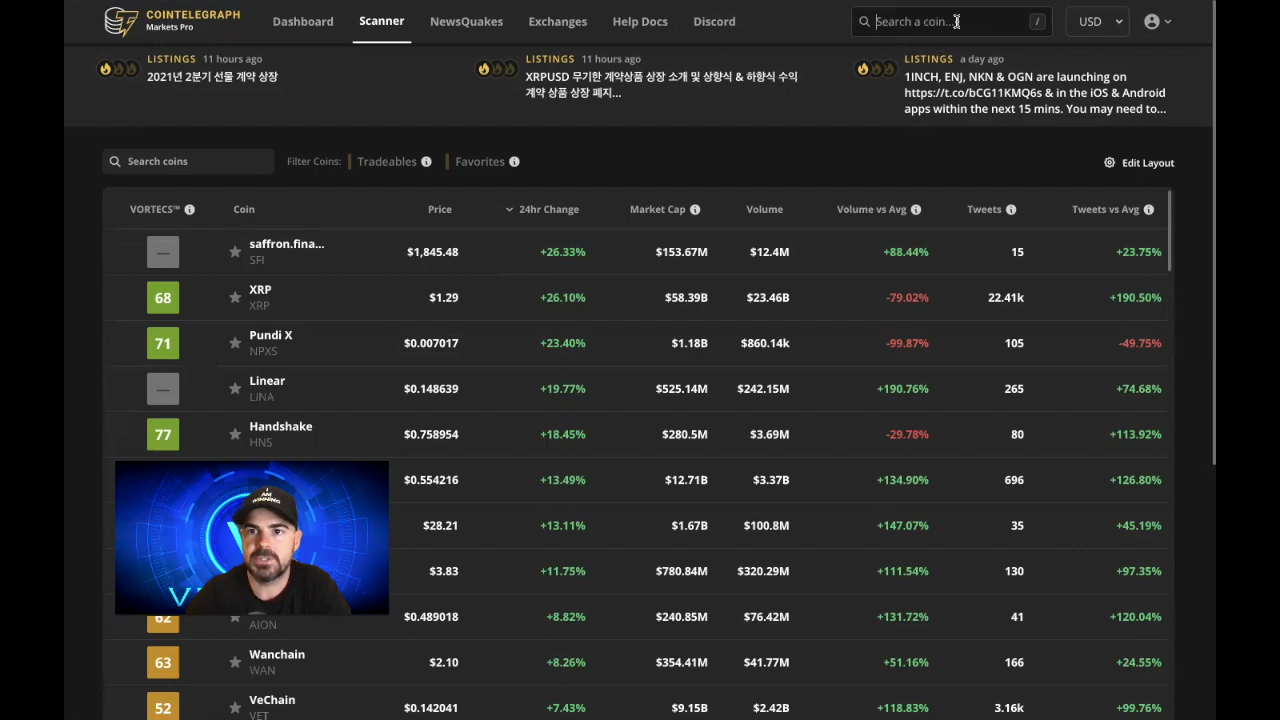 COINTELEGRAPH
Markets Pro
Dashboard
Scanner
NewsQuakes
Exchanges
Help Docs
Discord
Search a coin...
/
USD
LISTINGS 11 hours ago
2021년 2분기 선물 계약 상장
LISTINGS 11 hours ago
XRPUSD 무기한 계약상품 상장 소개 및 상향식 & 하향식 수익
계약 상품 상장 폐지...
LISTINGS a day ago
1INCH, ENJ, NKN & OGN are launching on
https://t.co/bCG11KMQ6s & in the iOS & Android
apps within the next 15 mins. You may need to...
Search coins
Filter Coins:
Tradeables
Favorites
Edit Layout
VORTECS™ Coin Price 24hr Change Market Cap Volume Volume vs Avg Tweets Tweets vs Avg
— saffron.fina... $1,845.48 +26.33% $153.67M $12.4M +88.44% 15 +23.75%
SFI
68 XRP $1.29 +26.10% $58.39B $23.46B -79.02% 22.41k +190.50%
XRP
71 Pundi X $0.007017 +23.40% $1.18B $860.14k -99.87% 105 -49.75%
NPXS
— Linear $0.148639 +19.77% $525.14M $242.15M +190.76% 265 +74.68%
LINA
77 Handshake $0.758954 +18.45% $280.5M $3.69M -29.78% 80 +113.92%
HNS
$0.554216 +13.49% $12.71B $3.37B +134.90% 696 +126.80%
$28.21 +13.11% $1.67B $100.8M +147.07% 35 +45.19%
$3.83 +11.75% $780.84M $320.29M +111.54% 130 +97.35%
62 $0.489018 +8.82% $240.85M $76.42M +131.72% 41 +120.04%
AION
63 Wanchain $2.10 +8.26% $354.41M $41.77M +51.16% 166 +24.55%
WAN
52 VeChain $0.142041 +7.43% $9.15B $2.42B +118.83% 3.16k +99.76%
VET
I AM
WINNING